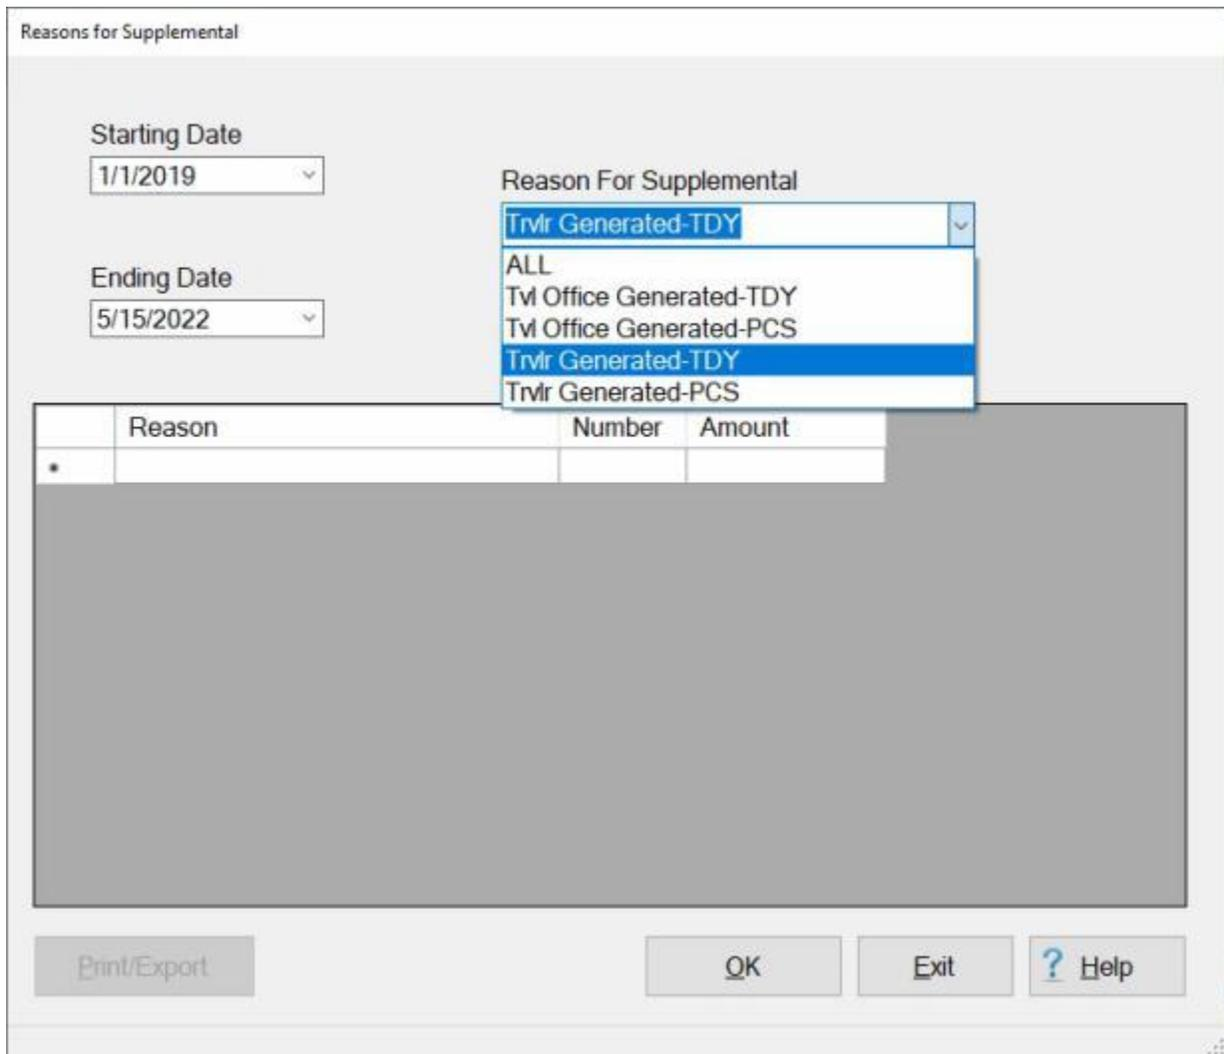 Reasons for Supplemental
Starting Date
1/1/2019
Reason For Supplemental
Trvlr Generated-TDY
ALL
Tvl Office Generated-TDY
Tvl Office Generated-PCS
Trvlr Generated-TDY
Trvlr Generated-PCS
Ending Date
5/15/2022
Reason Number Amount
*
Print/Export OK Exit ? Help